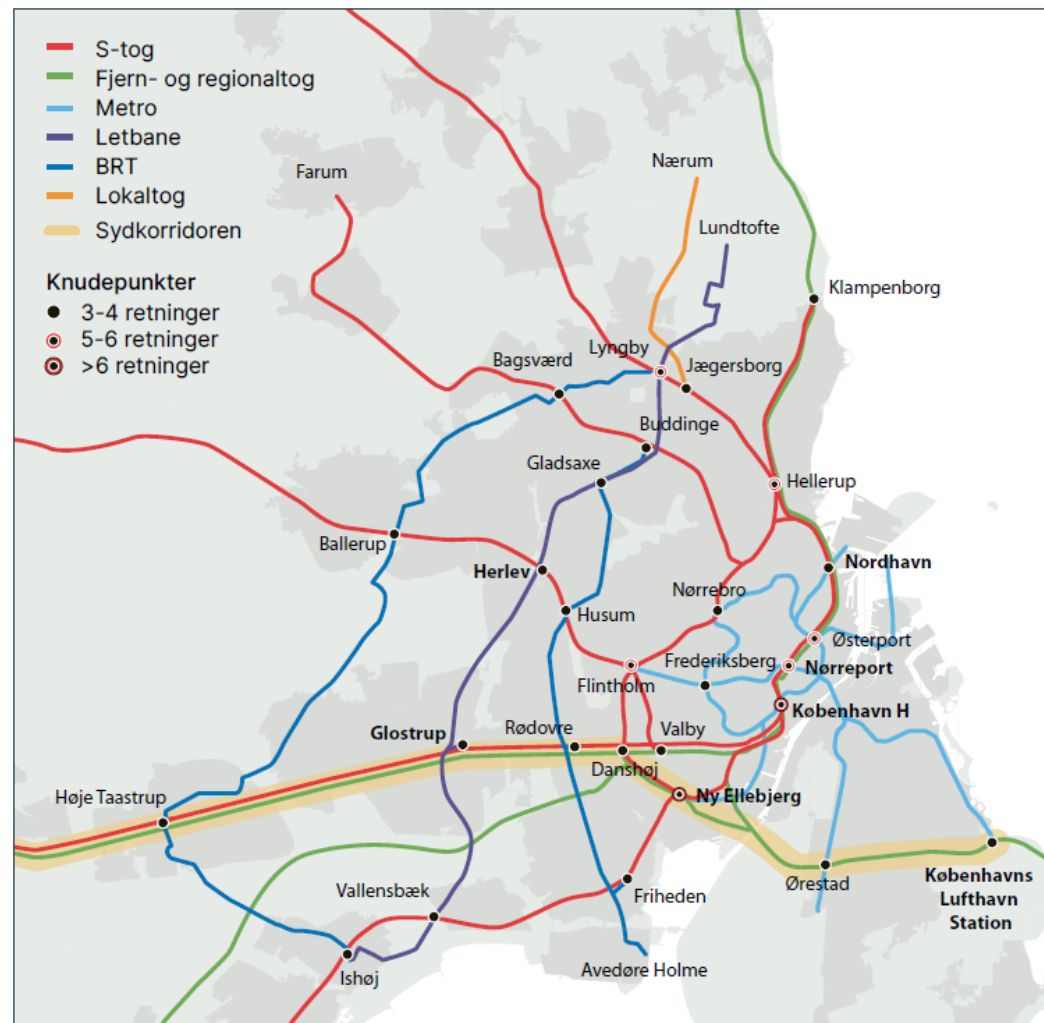 S-tog
Fjern- og regionaltog
Metro
Letbane
BRT
Lokaltog
Sydkorridoren
Knudepunkter
3-4 retninger
5-6 retninger
>6 retninger
Farum
Nærum
Lundtofte
Klampenborg
Lyngby
Bagsværd
Jægersborg
Buddinge
Gladsaxe
Hellerup
Ballerup
Herlev
Nordhavn
Husum
Nørrebro
Østerport
Frederiksberg
Nørreport
Flintholm
København H
Glostrup
Rødovre
Valby
Danshøj
Høje Taastrup
Ny Ellebjerg
Ørestad
Københavns
Lufthavn
Station
Vallensbæk
Friheden
Ishøj
Avedøre Holme